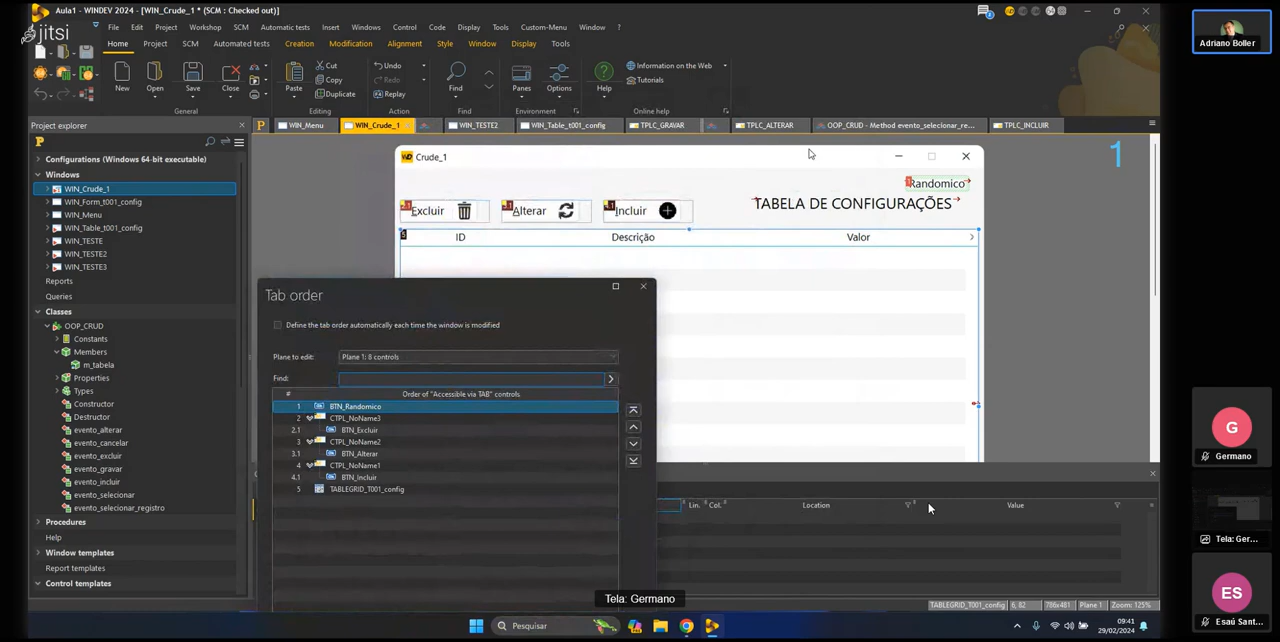 Aula1 - WINDEV 2024 - [WIN_Crude_1 * (SCM : Checked out)]
jitsi
File Edit Project Workshop SCM Automatic tests Insert Windows Control Code Display Tools Custom-Menu Window ?
Home Project SCM Automated tests Creation Modification Alignment Style Window Display Tools
New Open Save Close
General
Paste
Cut
Copy
Duplicate
Editing
Undo
Redo
Replay
Action
Find
Find
Panes Options
Environment
Help
Information on the Web
Tutorials
Online help
Project explorer
WIN_Menu WIN_Crude_1 WIN_TESTE2 WIN_Table_t001_config TPLC_GRAVAR TPLC_ALTERAR OOP_CRUD - Method evento_selecionar_re... TPLC_INCLUIR
Configurations (Windows 64-bit executable)
Windows
WIN_Crude_1
WIN_Form_t001_config
WIN_Menu
WIN_Table_t001_config
WIN_TESTE
WIN_TESTE2
WIN_TESTE3
Reports
Queries
Classes
OOP_CRUD
Constants
Members
m_tabela
Properties
Types
Constructor
Destructor
evento_alterar
evento_cancelar
evento_excluir
evento_gravar
evento_incluir
evento_selecionar
evento_selecionar_registro
Procedures
Help
Window templates
Report templates
Control templates
Crude_1
1
Randomico
TABELA DE CONFIGURAÇÕES
Excluir Alterar Incluir
ID Descrição Valor
Tab order
Define the tab order automatically each time the window is modified
Plane to edit: Plane 1: 8 controls
Find:
# Order of "Accessible via TAB" controls
1 BTN_Randomico
2 CTPL_NoName3
2.1 BTN_Excluir
3 CTPL_NoName2
3.1 BTN_Alterar
4 CTPL_NoName1
4.1 BTN_Incluir
5 TABLEGRID_T001_config
Lin. Col. Location Value
Tela: Germano
TABLEGRID_T001_config 6, 82 786x481 Plane 1 Zoom: 125%
Pesquisar
09:41
29/02/2024
Adriano Boller
G
Germano
Tela: Ger...
ES
Esaú Sant...